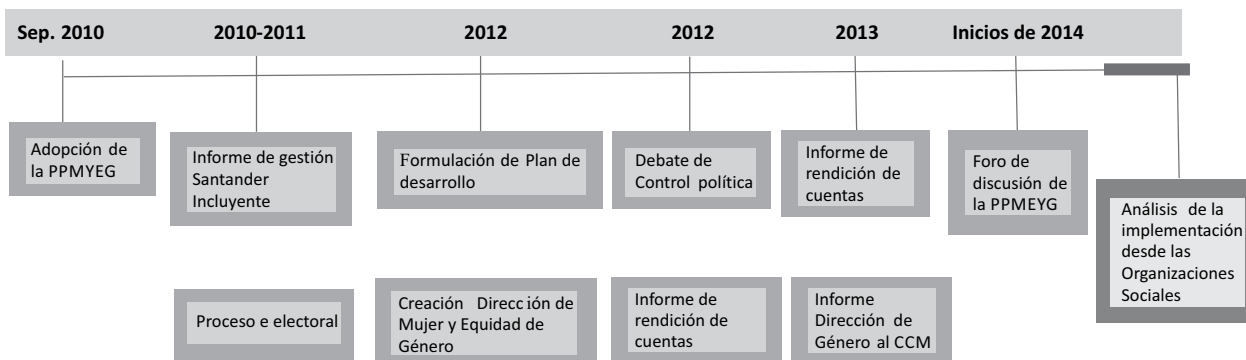 Sep. 2010 2010-2011 2012 2012 2013 Inicios de 2014
Adopción de
la PPMYEG
Informe de gestión
Santander
Incluyente
Formulación de Plan de
desarrollo
Debate de
Control política
Informe de
rendición de
cuentas
Foro de
discusión de
la PPMEYG
Análisis de la
implementación
desde las
Organizaciones
Sociales
Proceso e electoral
Creación Direcc ión de
Mujer y Equidad de
Género
Informe de
rendición de
cuentas
Informe
Dirección de
Género al CCM